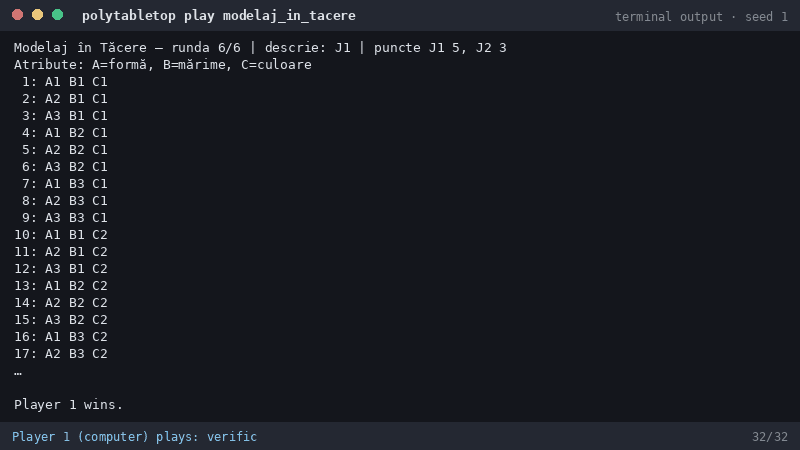 polytabletop play modelaj_in_tacere
terminal output · seed 1
Modelaj în Tăcere — runda 6/6 | descrie: J1 | puncte J1 5, J2 3
Atribute: A=formă, B=mărime, C=culoare
1: A1 B1 C1
2: A2 B1 C1
3: A3 B1 C1
4: A1 B2 C1
5: A2 B2 C1
6: A3 B2 C1
7: A1 B3 C1
8: A2 B3 C1
9: A3 B3 C1
10: A1 B1 C2
11: A2 B1 C2
12: A3 B1 C2
13: A1 B2 C2
14: A2 B2 C2
15: A3 B2 C2
16: A1 B3 C2
17: A2 B3 C2
…
Player 1 wins.
Player 1 (computer) plays: verific
32/32